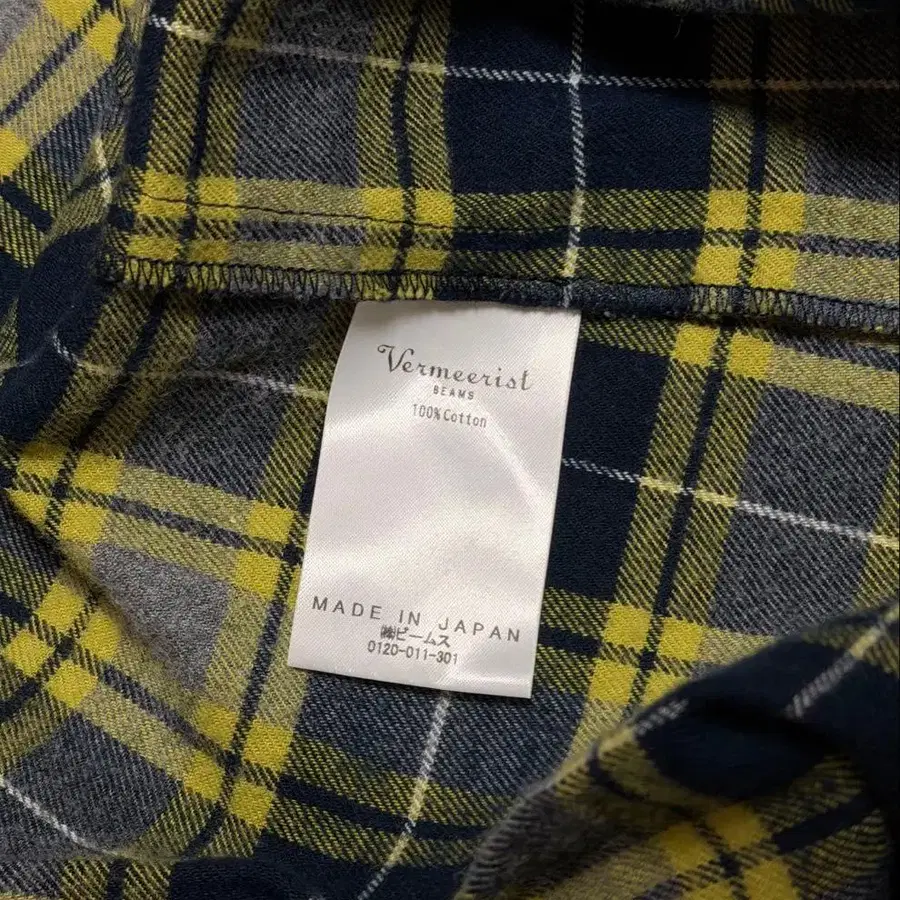 Vermeerist
BEAMS
100% Cotton
MADE IN JAPAN
㈱ビームス
0120-011-301